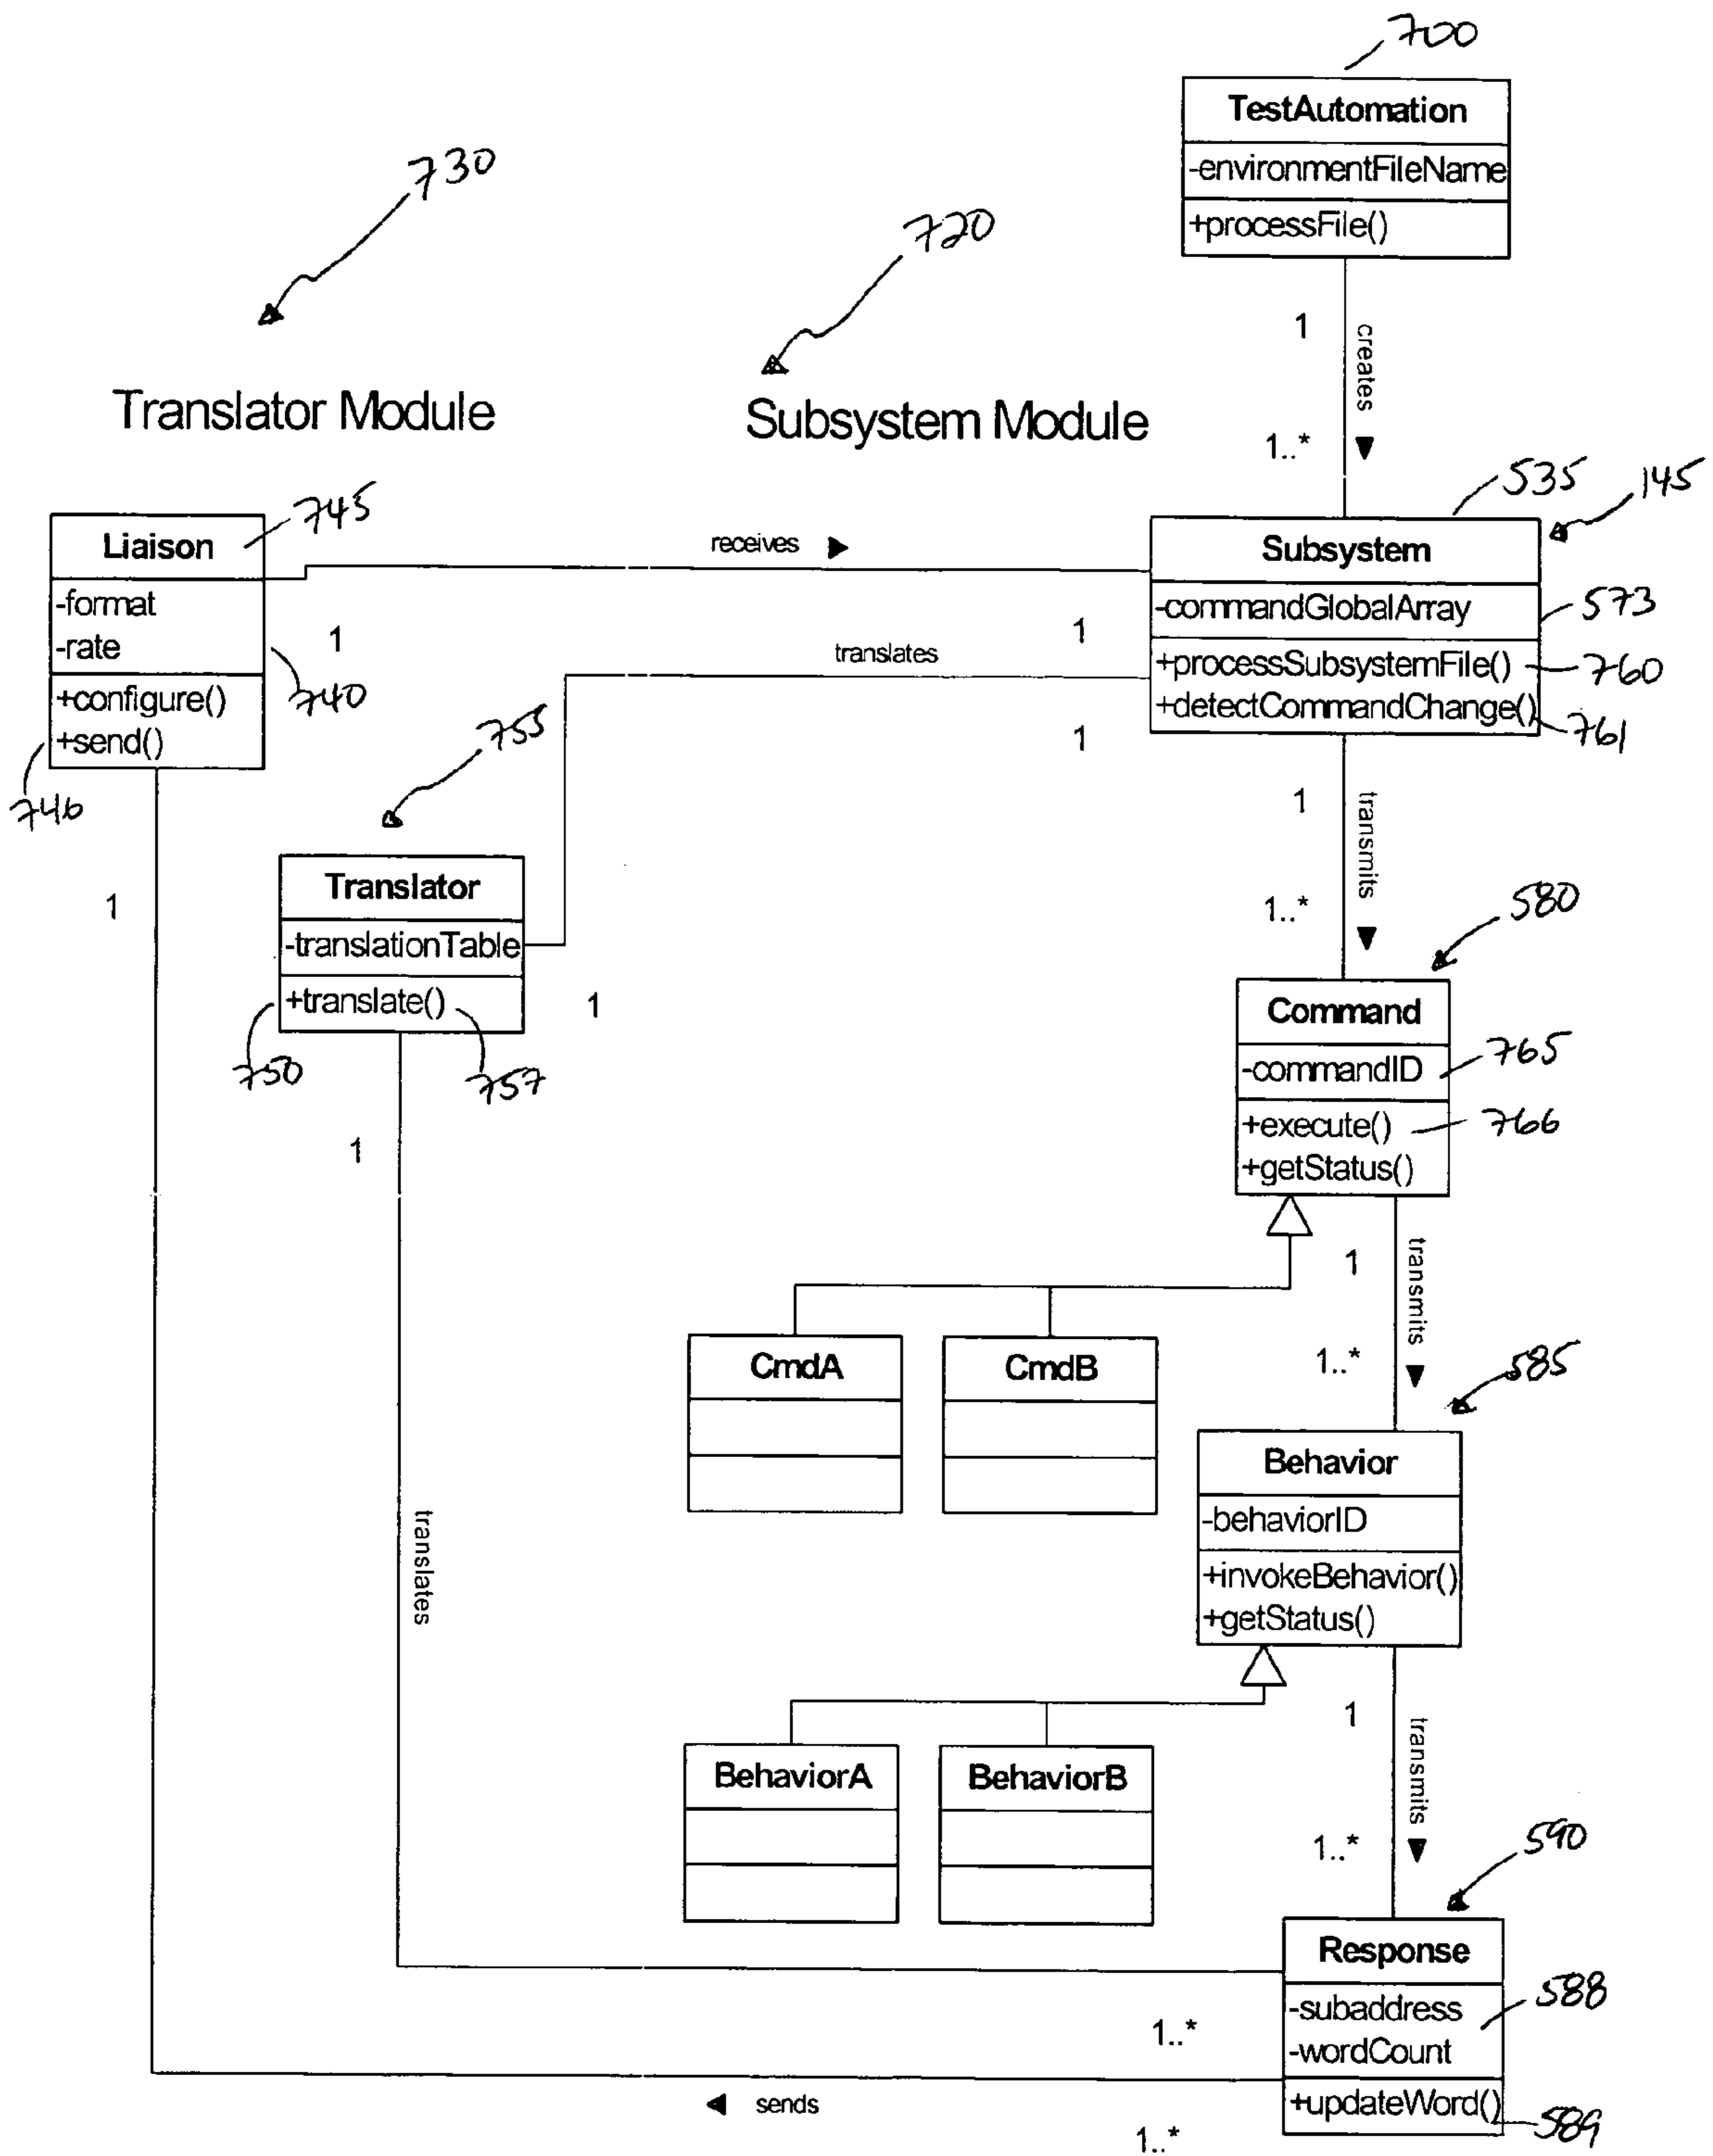 700
TestAutomation
-environmentFileName
+processFile()
730
720
1
creates
1..*
Translator Module
Subsystem Module
535
145
745
Liaison
-format
-rate
+configure()
+send()
740
746
receives ►
1
1
Subsystem
-commandGlobalArray
+processSubsystemFile()
+detectCommandChange()
573
760
761
translates
1
755
1
Translator
-translationTable
+translate()
750
757
1
1
transmits
1..*
580
Command
-commandID
+execute()
+getStatus()
765
766
1
1
transmits
1..*
CmdA
CmdB
585
Behavior
-behaviorID
+invokeBehavior()
+getStatus()
translates
1
transmits
1..*
BehaviorA
BehaviorB
590
Response
-subaddress
-wordCount
+updateWord()
588
589
1..*
◄ sends
1..*